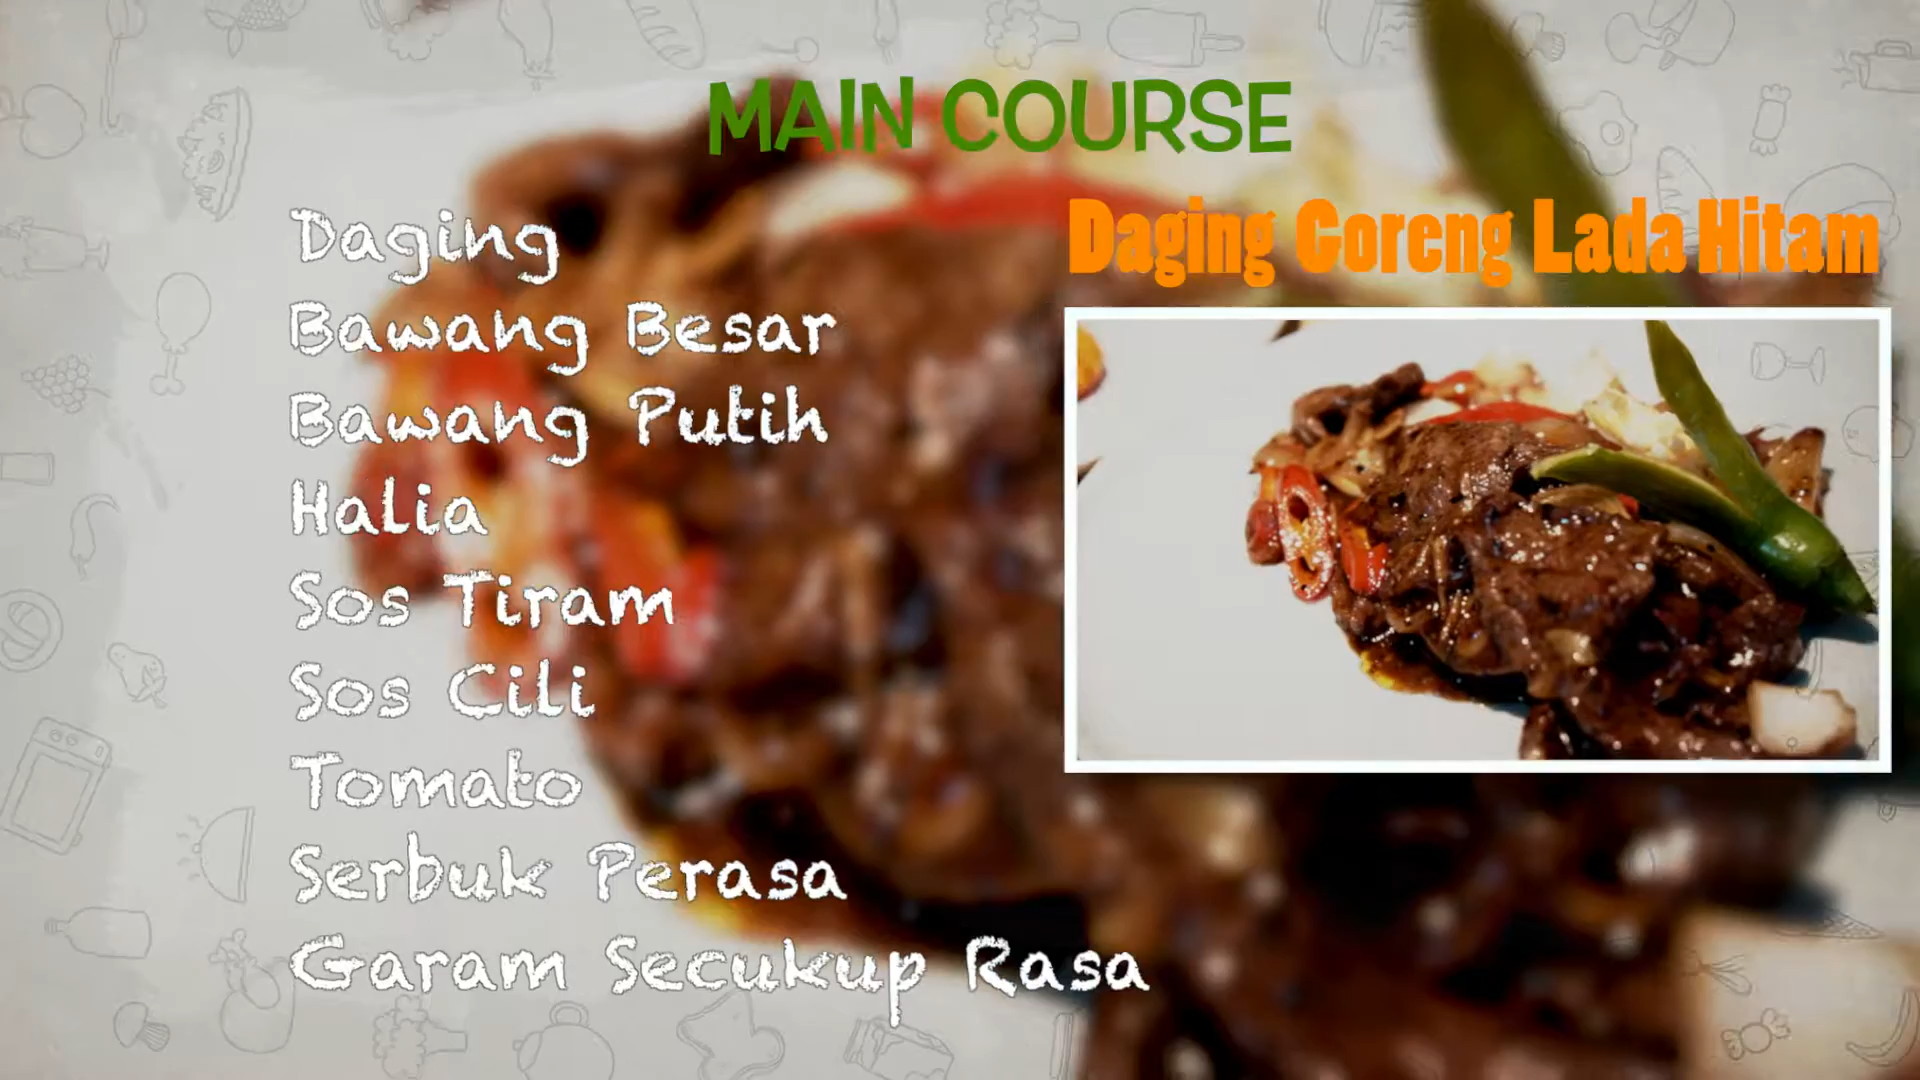 MAIN COURSE
Daging Goreng Lada Hitam
Daging
Bawang Besar
Bawang Putih
Halia
Sos Tiram
Sos Cili
Tomato
Serbuk Perasa
Garam Secukup Rasa